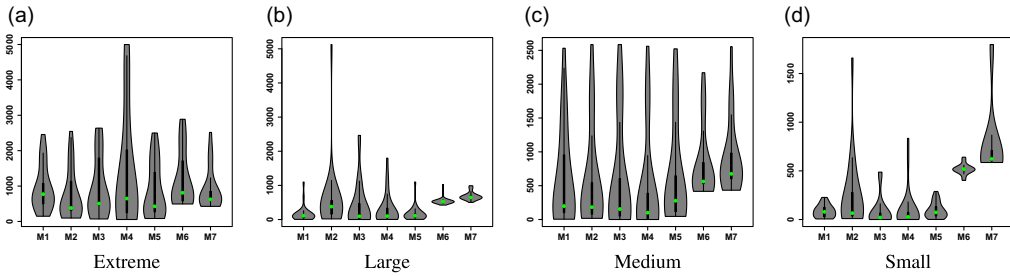 (a) (b) (c) (d)
5000 4000 3000 2000 1000 0
M1 M2 M3 M4 M5 M6 M7
Extreme
5000 4000 3000 2000 1000 0
M1 M2 M3 M4 M5 M6 M7
Large
2500 2000 1500 1000 500 0
M1 M2 M3 M4 M5 M6 M7
Medium
1500 1000 500 0
M1 M2 M3 M4 M5 M6 M7
Small